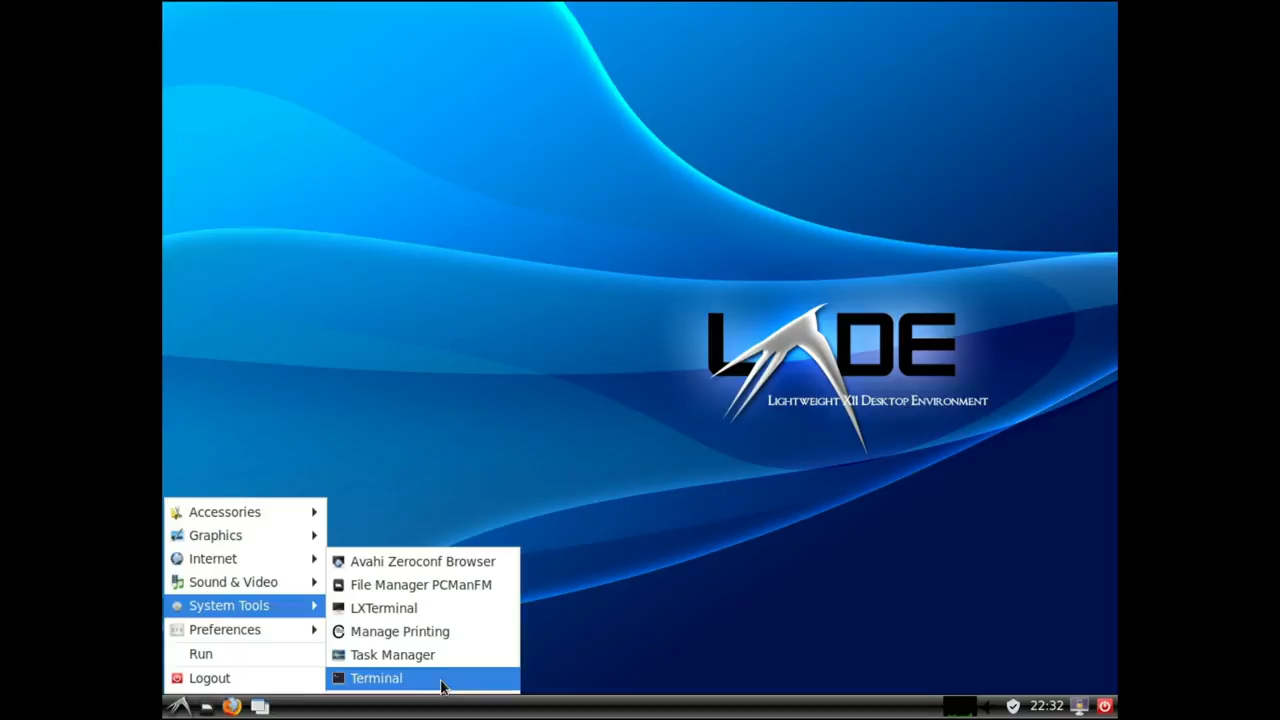 LXDE
LIGHTWEIGHT X11 DESKTOP ENVIRONMENT
Accessories
Graphics
Internet
Sound & Video
System Tools
Preferences
Run
Logout
Avahi Zeroconf Browser
File Manager PCManFM
LXTerminal
Manage Printing
Task Manager
Terminal
22:32